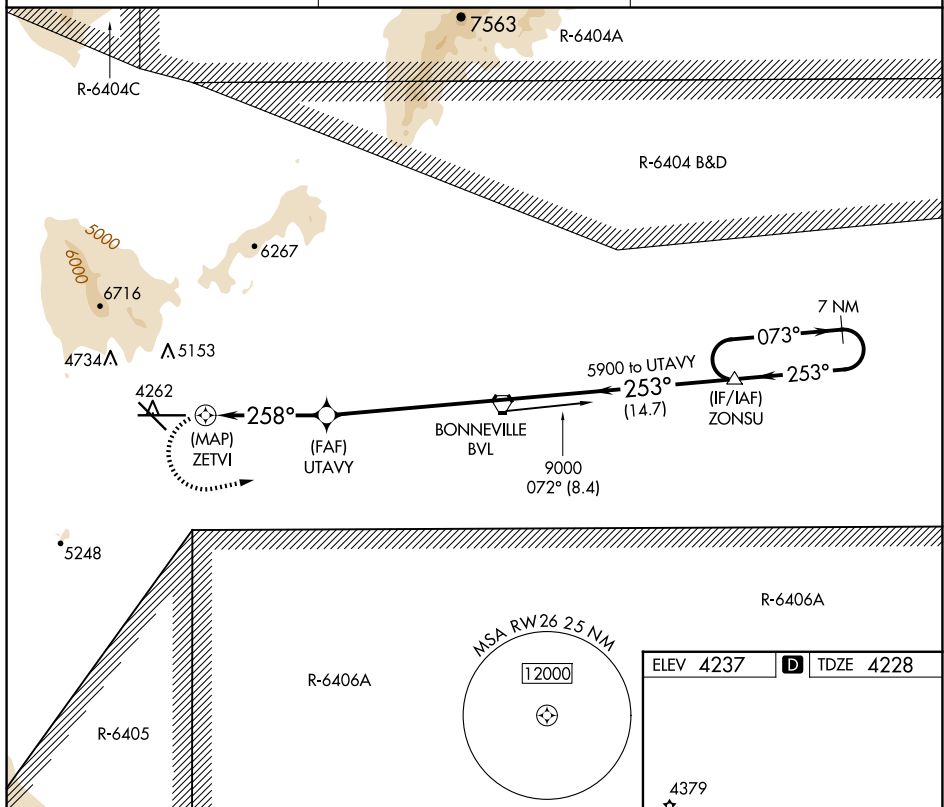 7563
R-6404A
R-6404C
R-6404 B&D
5000
6000
6267
6716
7 NM
073°
4734
5153
5900 to UTAVY
253°
253°
(14.7)
4262
(IF/IAF)
ZONSU
258°
(MAP)
ZETVI
(FAF)
UTAVY
BONNEVILLE
BVL
9000
072° (8.4)
5248
R-6406A
MSA RW26 25 NM
12000
ELEV 4237
D
TDZE 4228
R-6406A
R-6405
4379